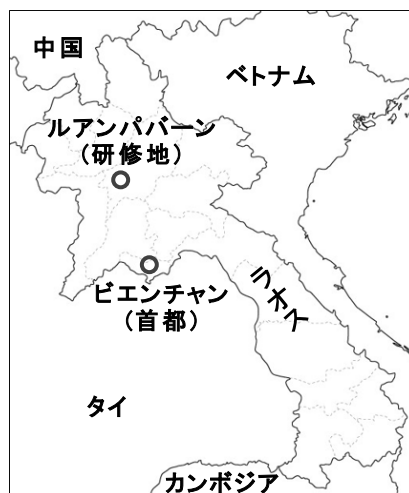 中国
ベトナム
ルアンパバーン
（研修地）
ビエンチャン
（首都）
ラオス
タイ
カンボジア